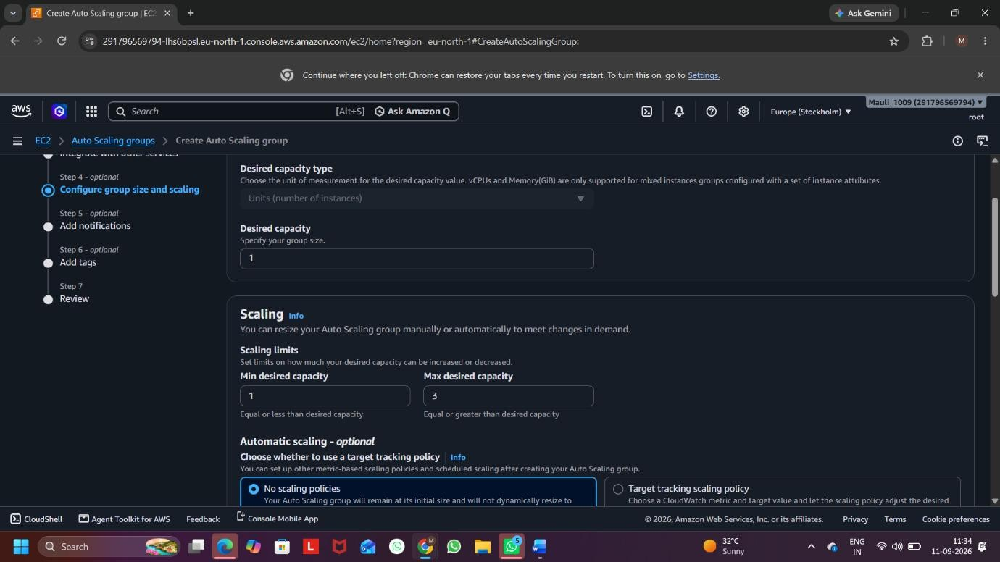 Create Auto Scaling group | EC2
Ask Gemini
291796569794-lhs6bpsl.eu-north-1.console.aws.amazon.com/ec2/home?region=eu-north-1#CreateAutoScalingGroup:
M
Continue where you left off: Chrome can restore your tabs every time you restart. To turn this on, go to Settings.
aws
Search [Alt+S] Ask Amazon Q
Europe (Stockholm)
Mauli_1009 (291796569794)
root
EC2 > Auto Scaling groups > Create Auto Scaling group
Integrate with other services
Step 4 - optional
Configure group size and scaling
Step 5 - optional
Add notifications
Step 6 - optional
Add tags
Step 7
Review
Desired capacity type
Choose the unit of measurement for the desired capacity value. vCPUs and Memory(GiB) are only supported for mixed instances groups configured with a set of instance attributes.
Units (number of instances)
Desired capacity
Specify your group size.
1
Scaling Info
You can resize your Auto Scaling group manually or automatically to meet changes in demand.
Scaling limits
Set limits on how much your desired capacity can be increased or decreased.
Min desired capacity Max desired capacity
1 3
Equal or less than desired capacity Equal or greater than desired capacity
Automatic scaling - optional
Choose whether to use a target tracking policy Info
You can set up other metric-based scaling policies and scheduled scaling after creating your Auto Scaling group.
No scaling policies
Your Auto Scaling group will remain at its initial size and will not dynamically resize to
Target tracking scaling policy
Choose a CloudWatch metric and target value and let the scaling policy adjust the desired
CloudShell Agent Toolkit for AWS Feedback Console Mobile App © 2026, Amazon Web Services, Inc. or its affiliates. Privacy Terms Cookie preferences
Search
L
M
5
32°C
Sunny
ENG
IN
11:34
11-09-2026